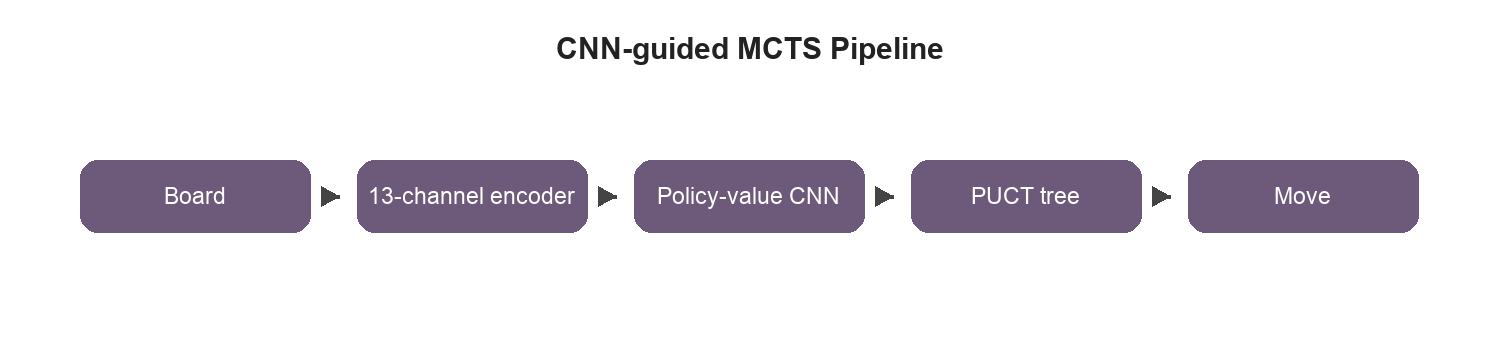 CNN-guided MCTS Pipeline
Board
13-channel encoder
Policy-value CNN
PUCT tree
Move